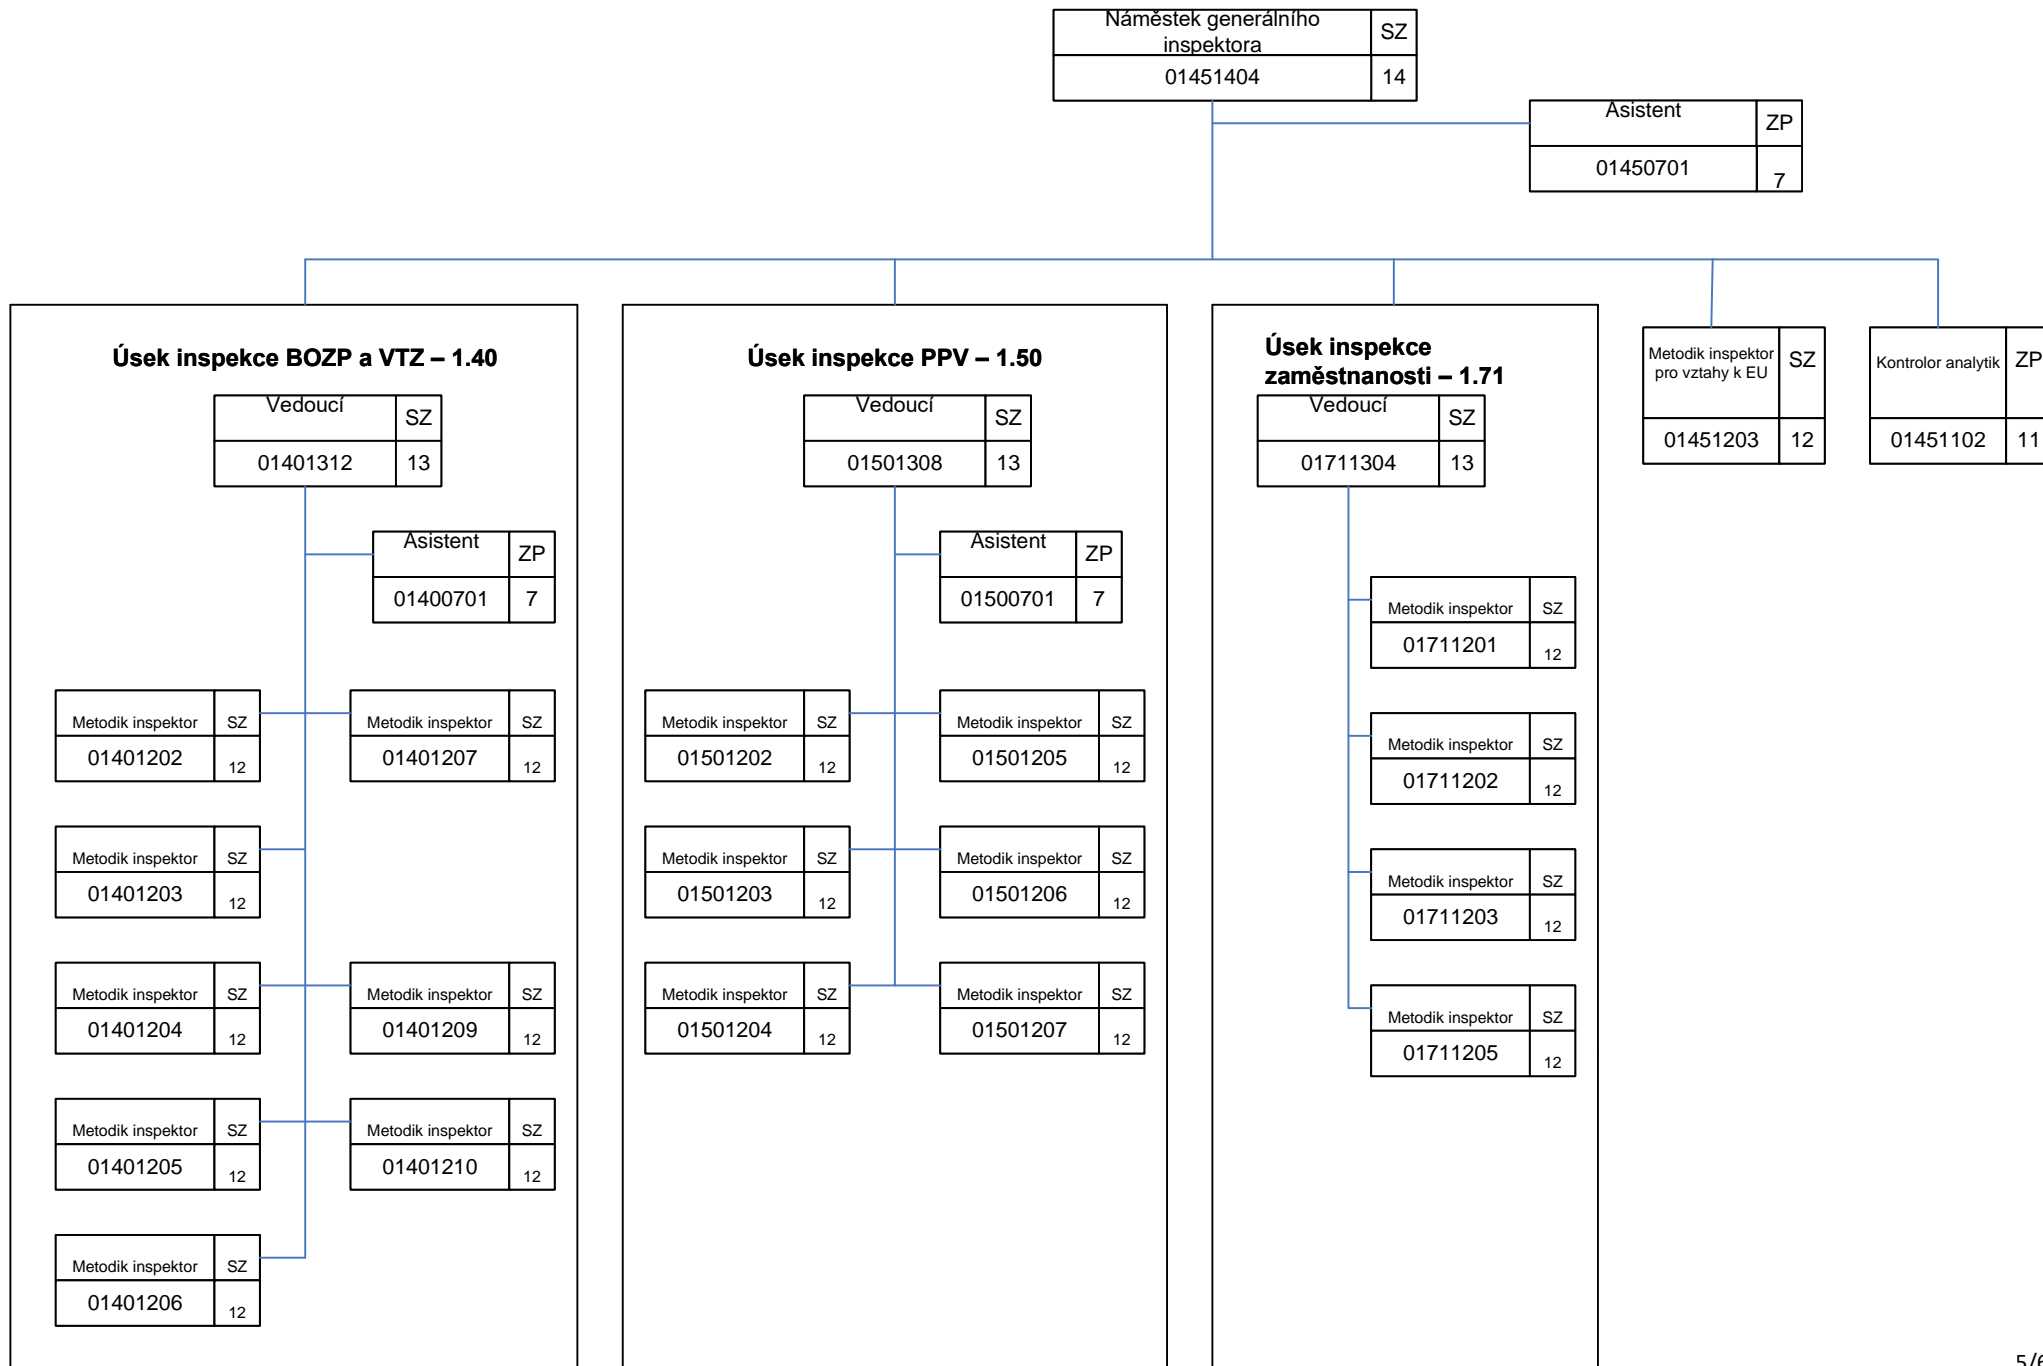 Náměstek generálního
inspektora
SZ
01451404
14
Asistent
ZP
01450701
7
Úsek inspekce BOZP a VTZ – 1.40
Vedoucí
SZ
01401312
13
Asistent
ZP
01400701
7
Metodik inspektor
SZ
01401202
12
Metodik inspektor
SZ
01401207
12
Metodik inspektor
SZ
01401203
12
Metodik inspektor
SZ
01401204
12
Metodik inspektor
SZ
01401209
12
Metodik inspektor
SZ
01401205
12
Metodik inspektor
SZ
01401210
12
Metodik inspektor
SZ
01401206
12
Úsek inspekce PPV – 1.50
Vedoucí
SZ
01501308
13
Asistent
ZP
01500701
7
Metodik inspektor
SZ
01501202
12
Metodik inspektor
SZ
01501205
12
Metodik inspektor
SZ
01501203
12
Metodik inspektor
SZ
01501206
12
Metodik inspektor
SZ
01501204
12
Metodik inspektor
SZ
01501207
12
Úsek inspekce
zaměstnanosti – 1.71
Vedoucí
SZ
01711304
13
Metodik inspektor
SZ
01711201
12
Metodik inspektor
SZ
01711202
12
Metodik inspektor
SZ
01711203
12
Metodik inspektor
SZ
01711205
12
Metodik inspektor
pro vztahy k EU
SZ
01451203
12
Kontrolor analytik
ZP
01451102
11
5/6